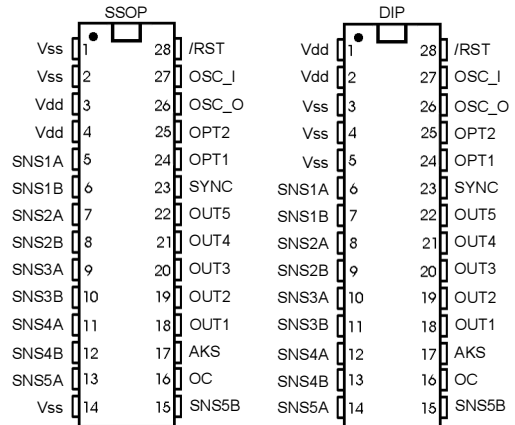 SSOP DIP
Vss 1 28 /RST Vdd 1 28 /RST
Vss 2 27 OSC_I Vdd 2 27 OSC_I
Vdd 3 26 OSC_O Vss 3 26 OSC_O
Vdd 4 25 OPT2 Vss 4 25 OPT2
SNS1A 5 24 OPT1 Vss 5 24 OPT1
SNS1B 6 23 SYNC SNS1A 6 23 SYNC
SNS2A 7 22 OUT5 SNS1B 7 22 OUT5
SNS2B 8 21 OUT4 SNS2A 8 21 OUT4
SNS3A 9 20 OUT3 SNS2B 9 20 OUT3
SNS3B 10 19 OUT2 SNS3A 10 19 OUT2
SNS4A 11 18 OUT1 SNS3B 11 18 OUT1
SNS4B 12 17 AKS SNS4A 12 17 AKS
SNS5A 13 16 OC SNS4B 13 16 OC
Vss 14 15 SNS5B SNS5A 14 15 SNS5B